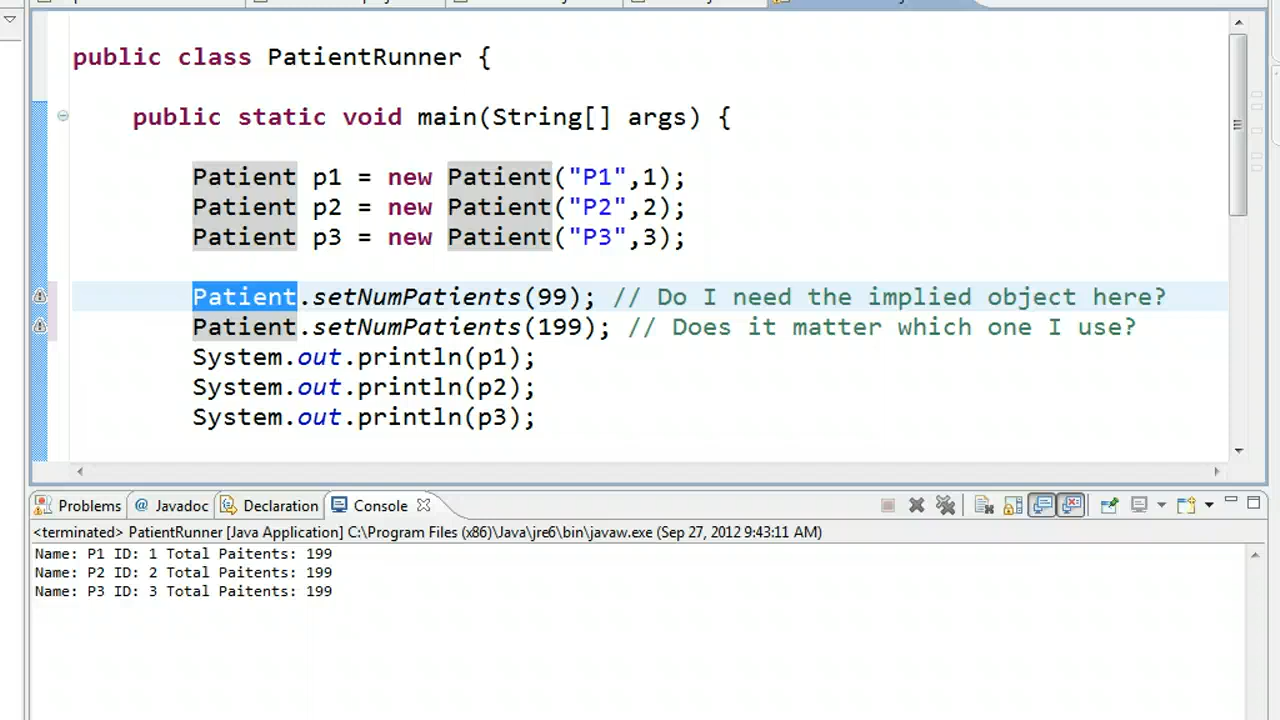 public class PatientRunner {
public static void main(String[] args) {
Patient p1 = new Patient("P1",1);
Patient p2 = new Patient("P2",2);
Patient p3 = new Patient("P3",3);
Patient.setNumPatients(99); // Do I need the implied object here?
Patient.setNumPatients(199); // Does it matter which one I use?
System.out.println(p1);
System.out.println(p2);
System.out.println(p3);
Problems @ Javadoc Declaration Console
<terminated> PatientRunner [Java Application] C:\Program Files (x86)\Java\jre6\bin\javaw.exe (Sep 27, 2012 9:43:11 AM)
Name: P1 ID: 1 Total Paitents: 199
Name: P2 ID: 2 Total Paitents: 199
Name: P3 ID: 3 Total Paitents: 199